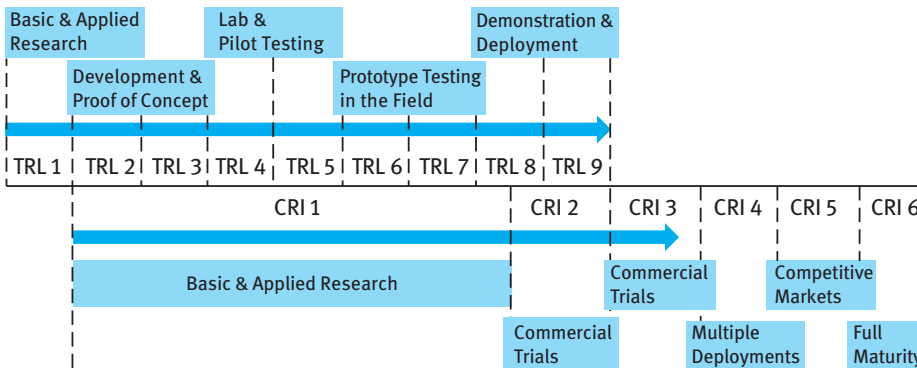 Basic & Applied
Research
Lab &
Pilot Testing
Demonstration &
Deployment
Development &
Proof of Concept
Prototype Testing
in the Field
TRL 1
TRL 2
TRL 3
TRL 4
TRL 5
TRL 6
TRL 7
TRL 8
TRL 9
CRI 1
CRI 2
CRI 3
CRI 4
CRI 5
CRI 6
Basic & Applied Research
Commercial
Trials
Competitive
Markets
Commercial
Trials
Multiple
Deployments
Full
Maturity